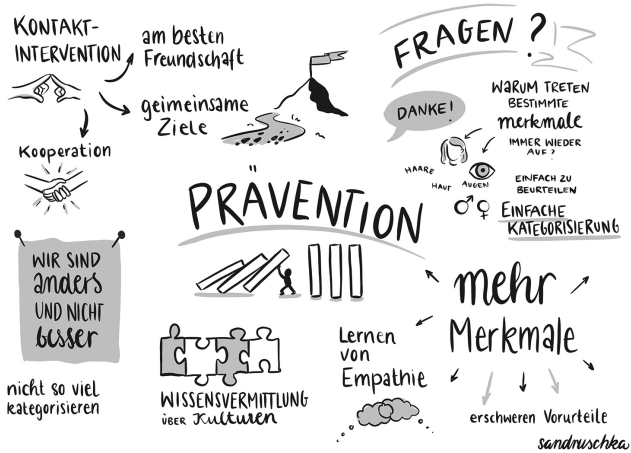 KONTAKT-
INTERVENTION
am besten
Freundschaft
geimeinsame
Ziele
Kooperation
FRAGEN ?
DANKE!
WARUM TRETEN
BESTIMMTE
merkmale
IMMER WIEDER
AUF?
HAARE
HAUT
AUGEN
EINFACH ZU
BEURTEILEN
EINFACHE
KATEGORISIERUNG
PRÄVENTION
WIR SIND
anders
UND NICHT
besser
nicht so viel
kategorisieren
WISSENSVERMITTLUNG
ÜBER Kulturen
Lernen
von
Empathie
mehr
Merkmale
erschweren Vorurteile
sandruschka